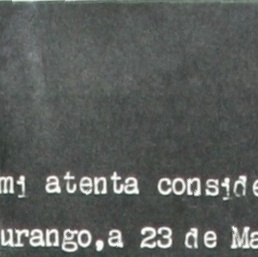 mi atenta conside
urango,a 23 de Ma